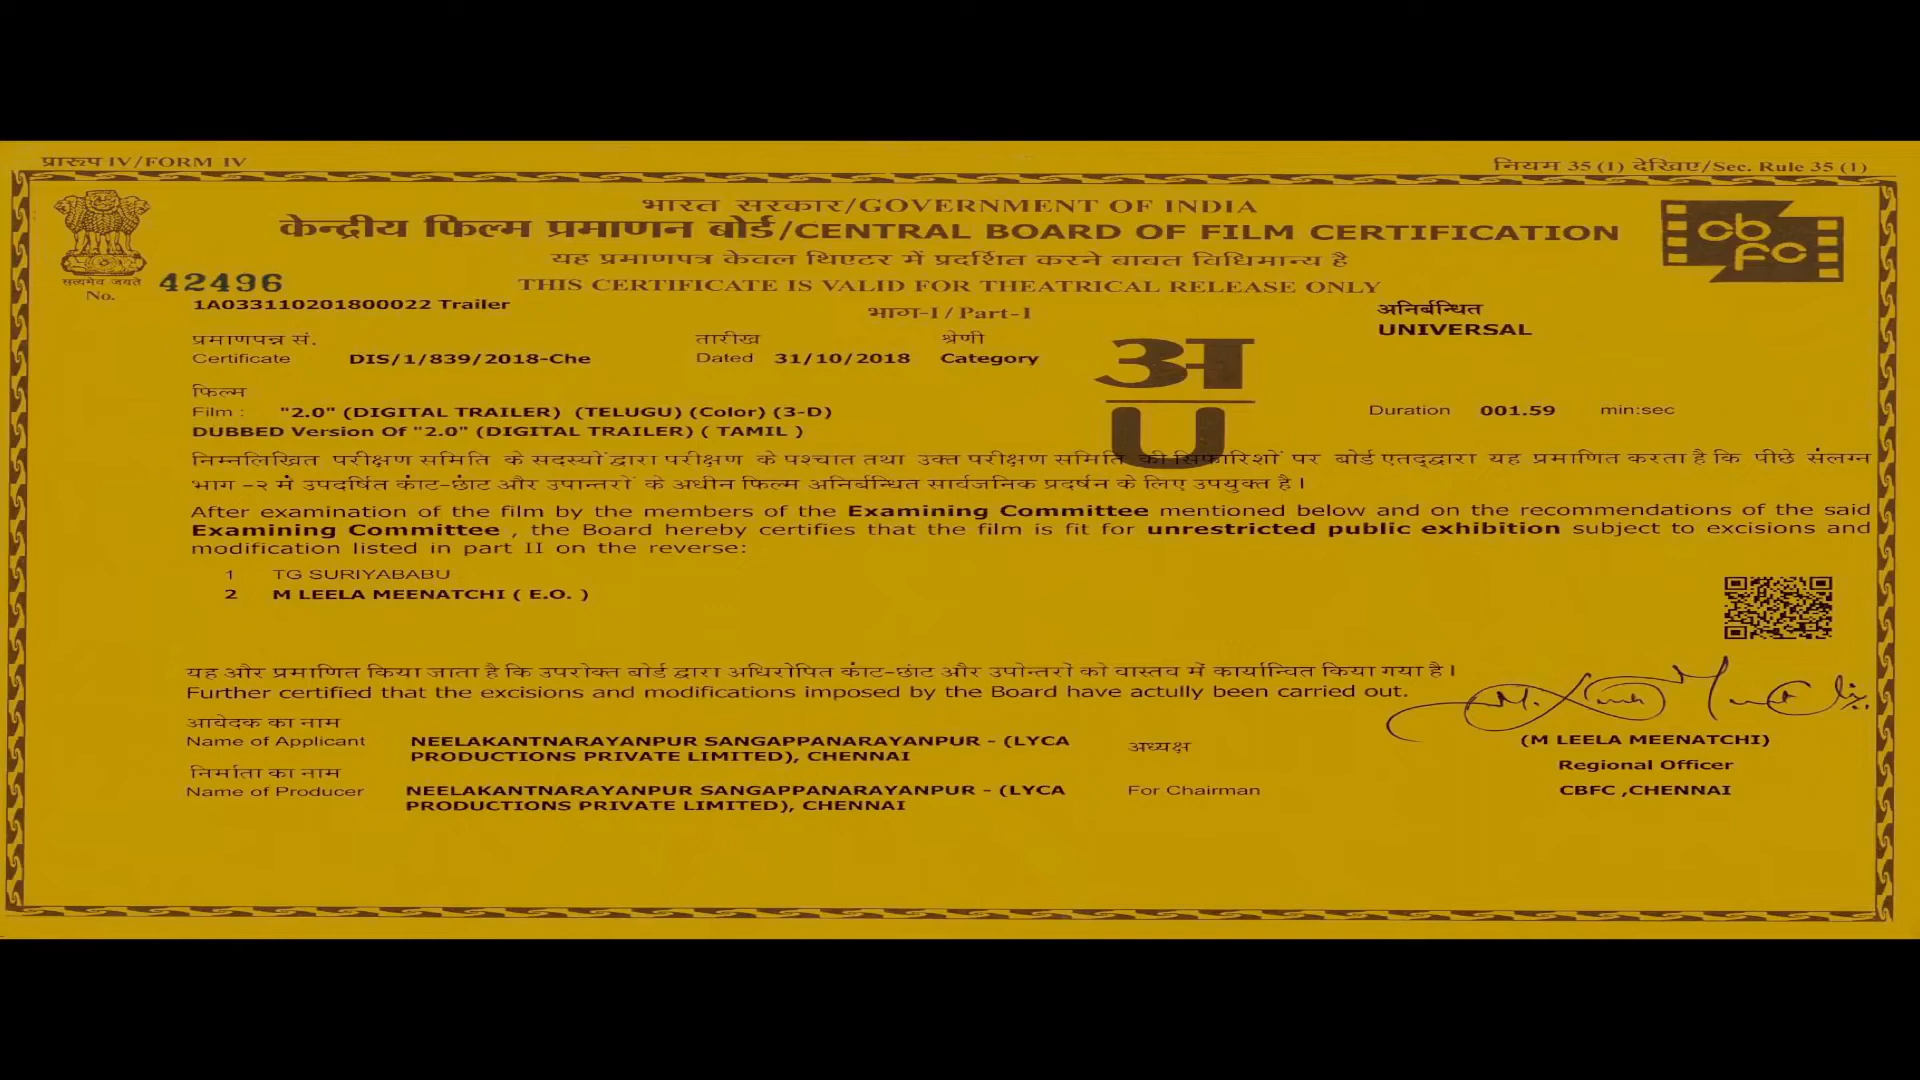 प्रारूप IV/FORM IV
नियम 35 (1) देखिए/Sec. Rule 35 (1)
भारत सरकार/GOVERNMENT OF INDIA
केन्द्रीय फिल्म प्रमाणन बोर्ड/CENTRAL BOARD OF FILM CERTIFICATION
cbfc
यह प्रमाणपत्र केवल थिएटर में प्रदर्शित करने बावत विधिमान्य है
सत्यमेव जयते
42496
THIS CERTIFICATE IS VALID FOR THEATRICAL RELEASE ONLY
No.
1A033110201800022 Trailer
भाग-I / Part-I
अनिर्बन्धित
UNIVERSAL
प्रमाणपत्र सं.
तारीख
श्रेणी
Certificate DIS/1/839/2018-Che
Dated 31/10/2018
Category
अ
U
फिल्म
Film : "2.0" (DIGITAL TRAILER) (TELUGU) (Color) (3-D)
Duration 001.59 min:sec
DUBBED Version Of "2.0" (DIGITAL TRAILER) ( TAMIL )
निम्नलिखित परीक्षण समिति के सदस्यों द्वारा परीक्षण के पश्चात तथा उक्त परीक्षण समिति की सिफारिशों पर बोर्ड एतद्द्वारा यह प्रमाणित करता है कि पीछे संलग्न
भाग -२ में उपदर्षित कांट-छांट और उपान्तरों के अधीन फिल्म अनिर्बन्धित सार्वजनिक प्रदर्षन के लिए उपयुक्त है।
After examination of the film by the members of the Examining Committee mentioned below and on the recommendations of the said
Examining Committee , the Board hereby certifies that the film is fit for unrestricted public exhibition subject to excisions and
modification listed in part II on the reverse:
1 TG SURIYABABU
2 M LEELA MEENATCHI ( E.O. )
यह और प्रमाणित किया जाता है कि उपरोक्त बोर्ड द्वारा अधिरोपित कांट-छांट और उपोन्तरों को वास्तव में कार्यान्वित किया गया है।
Further certified that the excisions and modifications imposed by the Board have actully been carried out.
आवेदक का नाम
Name of Applicant NEELAKANTNARAYANPUR SANGAPPANARAYANPUR - (LYCA
PRODUCTIONS PRIVATE LIMITED), CHENNAI
अध्यक्ष
(M LEELA MEENATCHI)
Regional Officer
निर्माता का नाम
Name of Producer NEELAKANTNARAYANPUR SANGAPPANARAYANPUR - (LYCA
PRODUCTIONS PRIVATE LIMITED), CHENNAI
For Chairman
CBFC ,CHENNAI